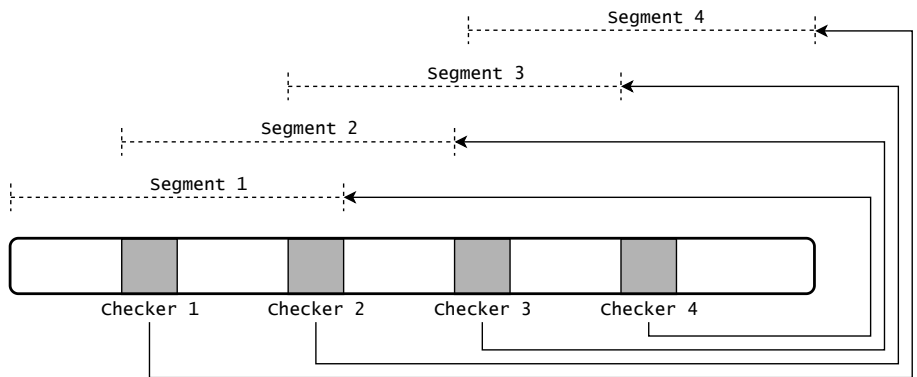 Segment 4
Segment 3
Segment 2
Segment 1
Checker 1 Checker 2 Checker 3 Checker 4